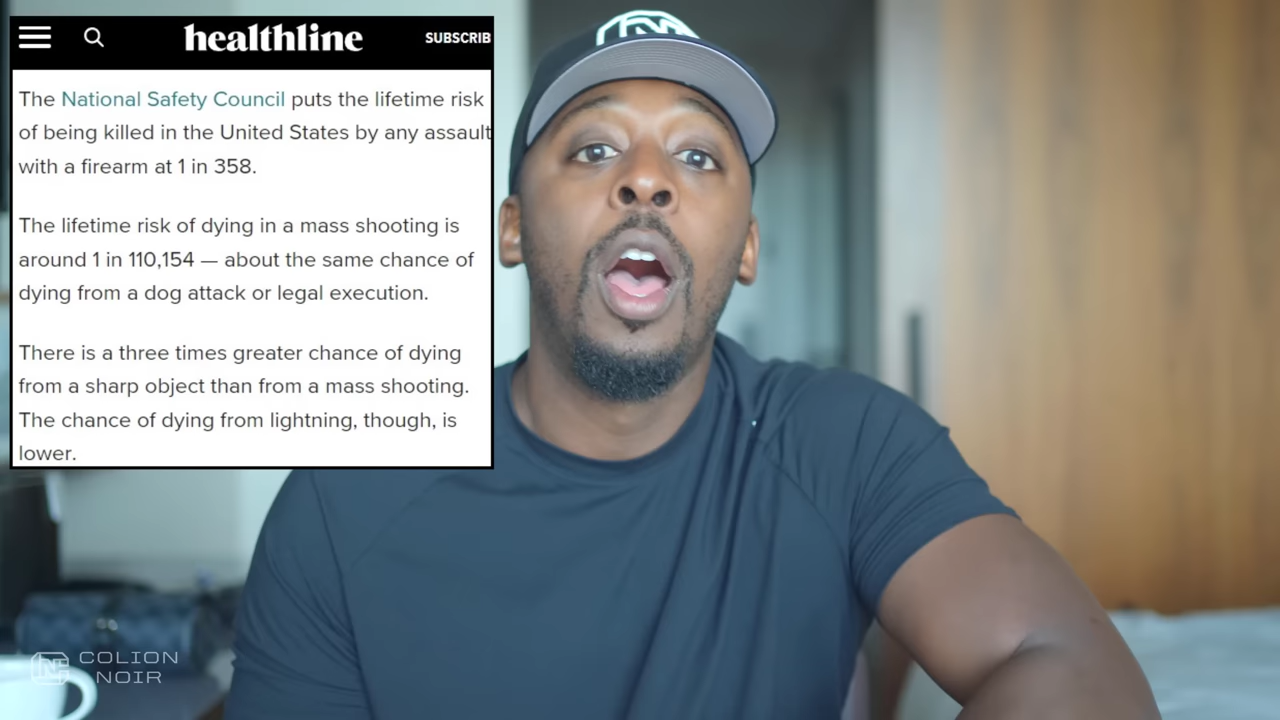 healthline
SUBSCRIB
The National Safety Council puts the lifetime risk
of being killed in the United States by any assault
with a firearm at 1 in 358.
The lifetime risk of dying in a mass shooting is
around 1 in 110,154 — about the same chance of
dying from a dog attack or legal execution.
There is a three times greater chance of dying
from a sharp object than from a mass shooting.
The chance of dying from lightning, though, is
lower.
COLION
NOIR